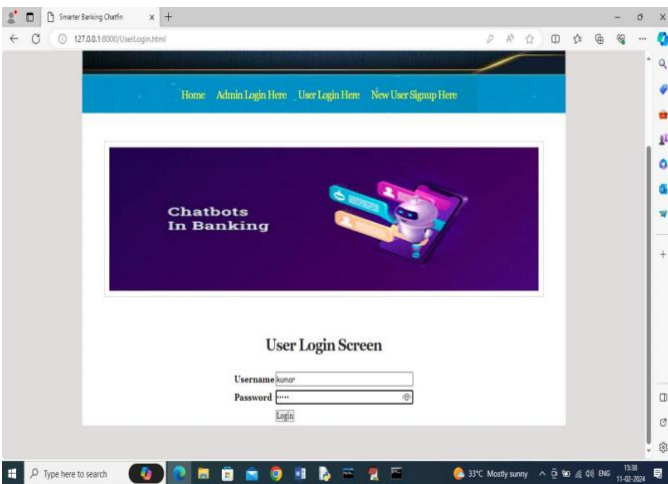 Smarter Banking Chatfin
127.0.0.1:8000/UserLogin.html
Home Admin Login Here User Login Here New User Signup Here
Chatbots
In Banking
User Login Screen
Username kumar
Password •••••
Login
Type here to search
33°C Mostly sunny
ENG
15:38
11-02-2024